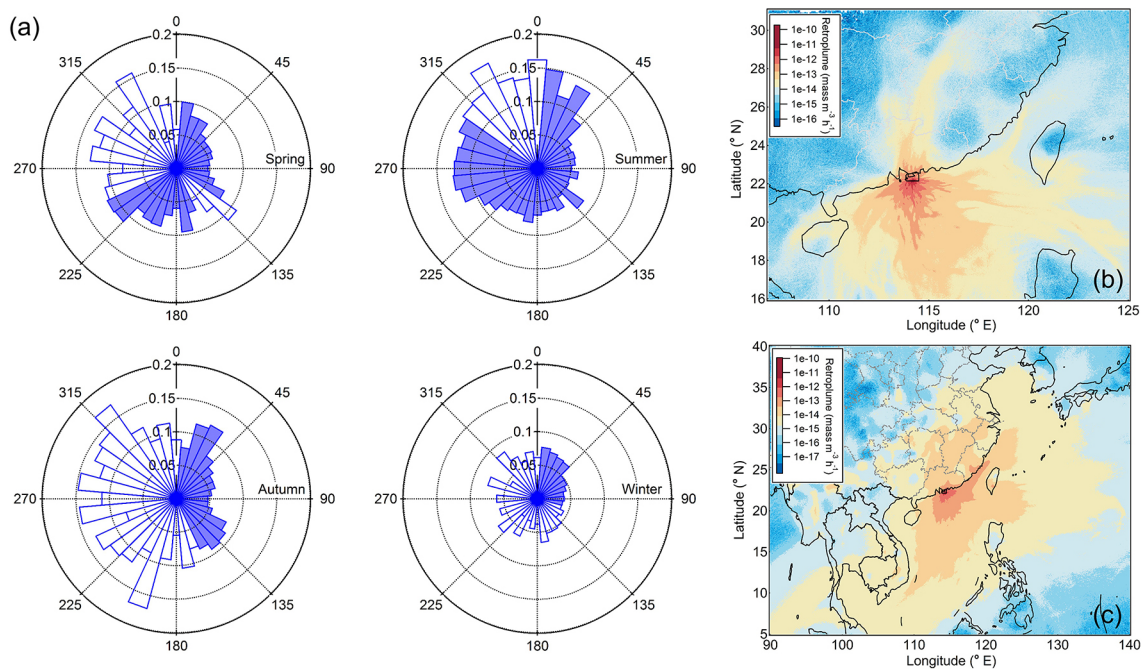 (a)
0
0.2
0.15
0.1
0.05
315
45
270
90
225
135
180
Spring
0
0.2
0.15
0.1
0.05
315
45
270
90
225
135
180
Summer
0
0.2
0.15
0.1
0.05
315
45
270
90
225
135
180
Autumn
0
0.2
0.15
0.1
0.05
315
45
270
90
225
135
180
Winter
30
28
26
24
22
20
18
16
Latitude (° N)
1e-10
1e-11
1e-12
1e-13
1e-14
1e-15
1e-16
Retroplume (mass m⁻³ h⁻¹)
(b)
110
115
120
125
Longitude (° E)
40
35
30
25
20
15
10
5
Latitude (° N)
1e-10
1e-11
1e-12
1e-13
1e-14
1e-15
1e-16
1e-17
Retroplume (mass m⁻³ h⁻¹)
(c)
90
100
110
120
130
140
Longitude (° E)